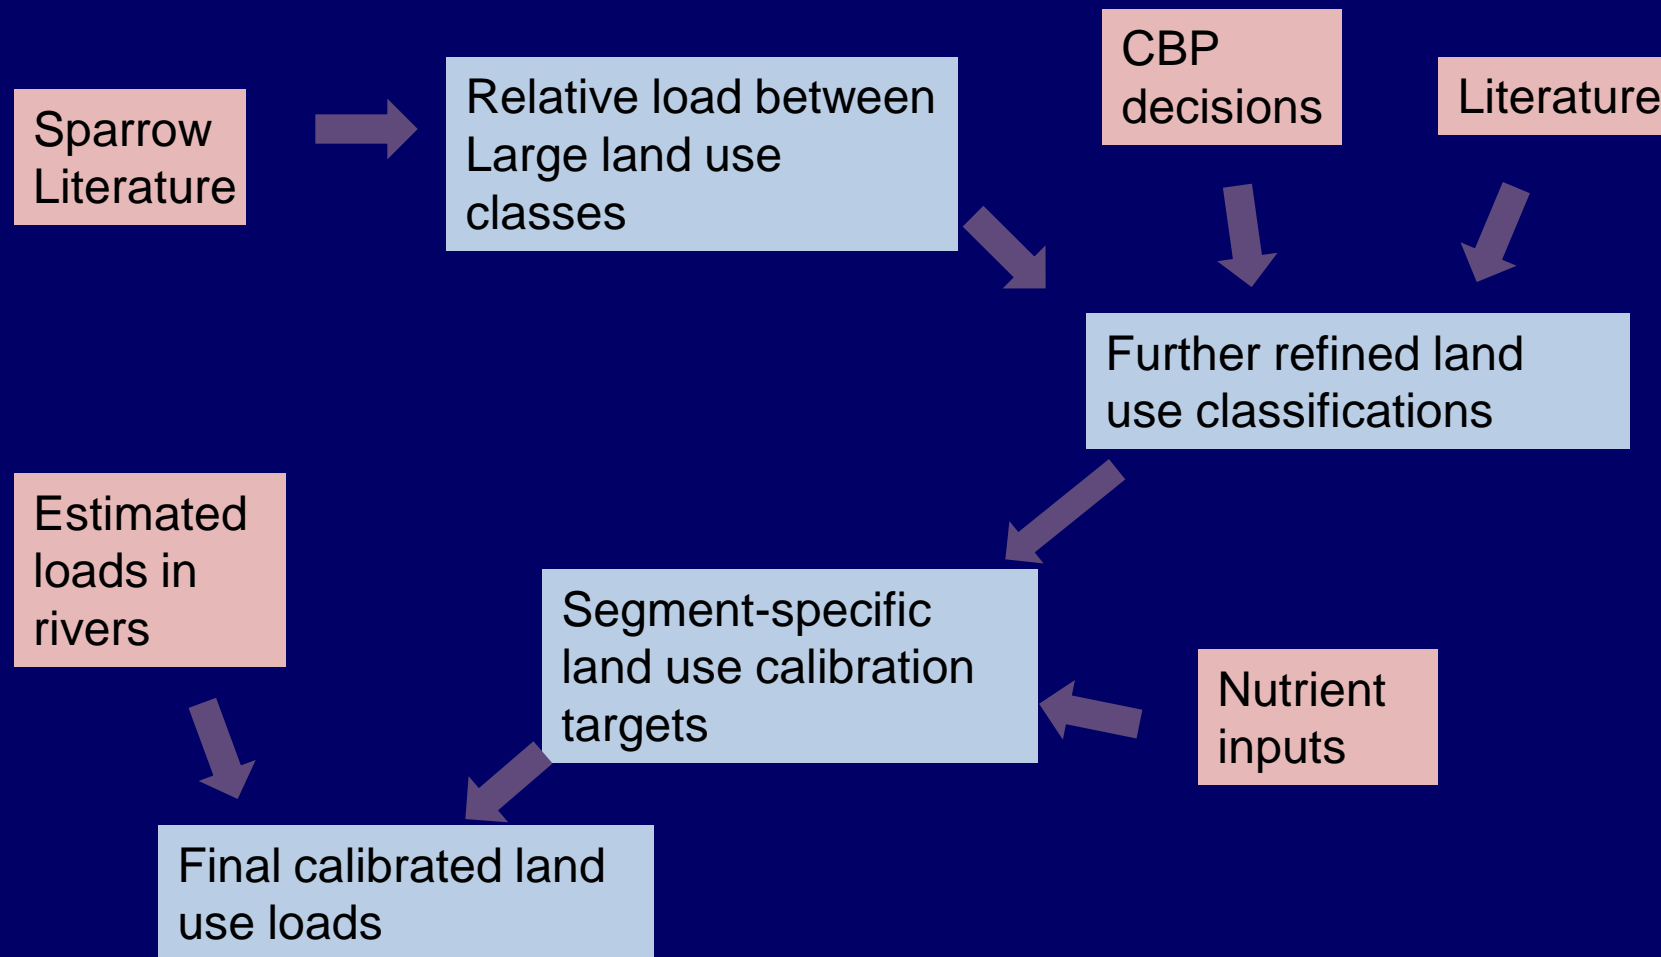 Sparrow
Literature
Relative load between
Large land use
classes
CBP
decisions
Literature
Further refined land
use classifications
Estimated
loads in
rivers
Segment-specific
land use calibration
targets
Nutrient
inputs
Final calibrated land
use loads